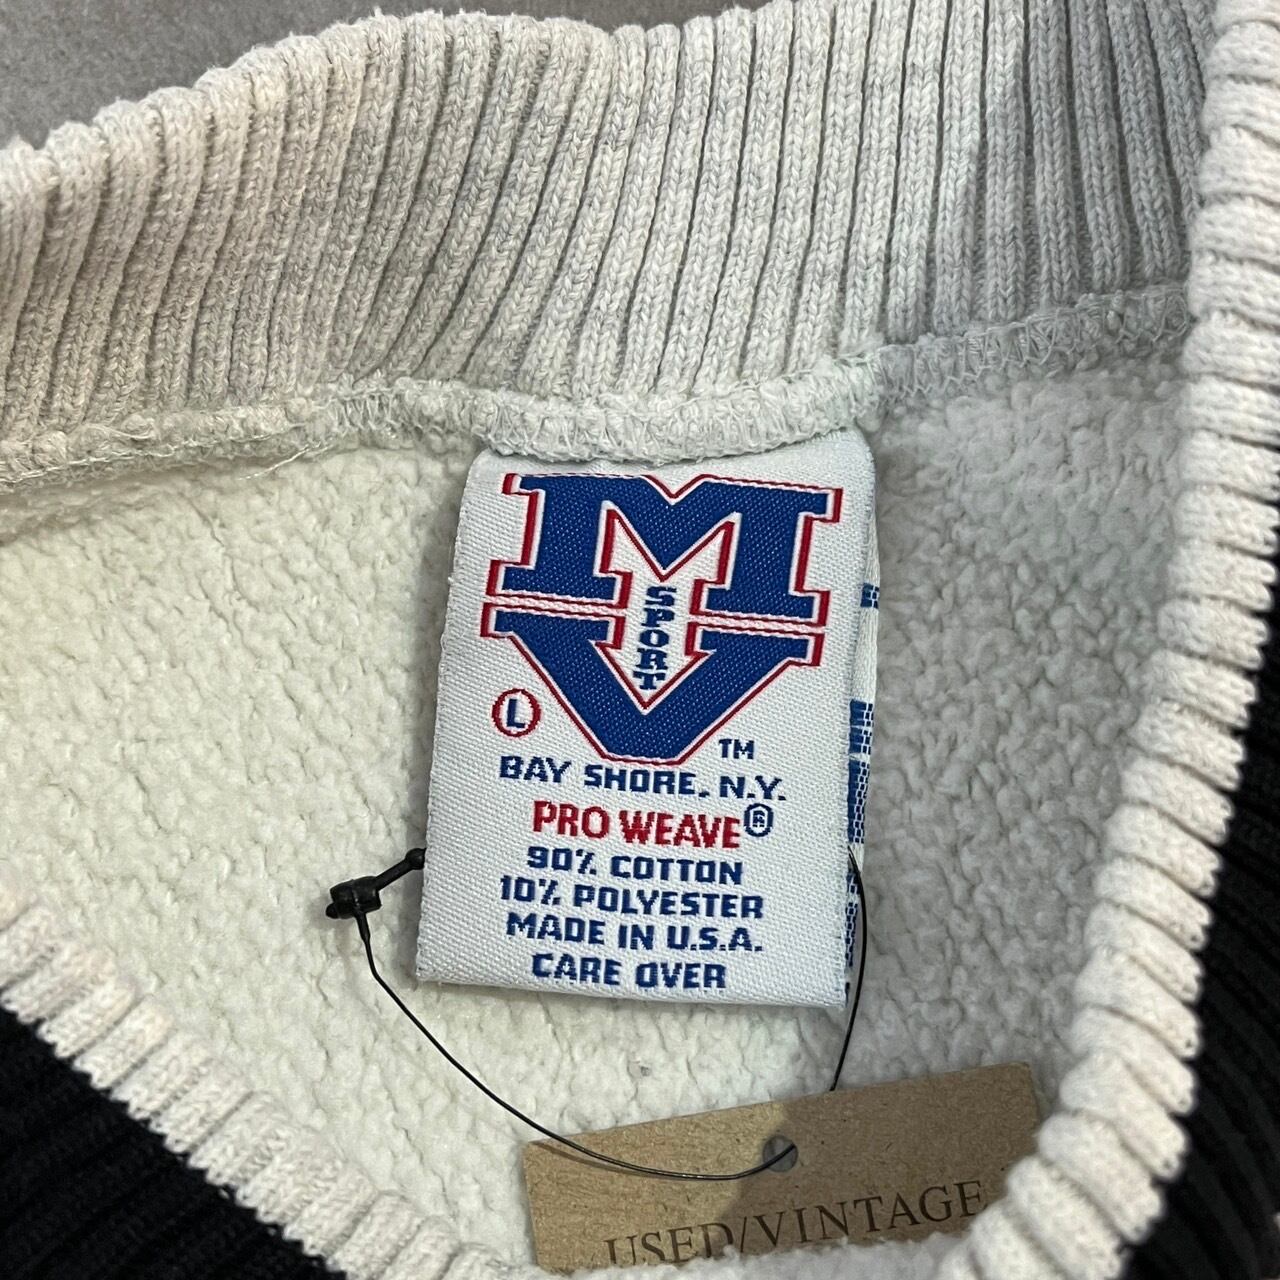 MV
SPORT
L
TM
BAY SHORE, N.Y.
PRO WEAVE®
90% COTTON
10% POLYESTER
MADE IN U.S.A.
CARE OVER
USED/VINTAGE